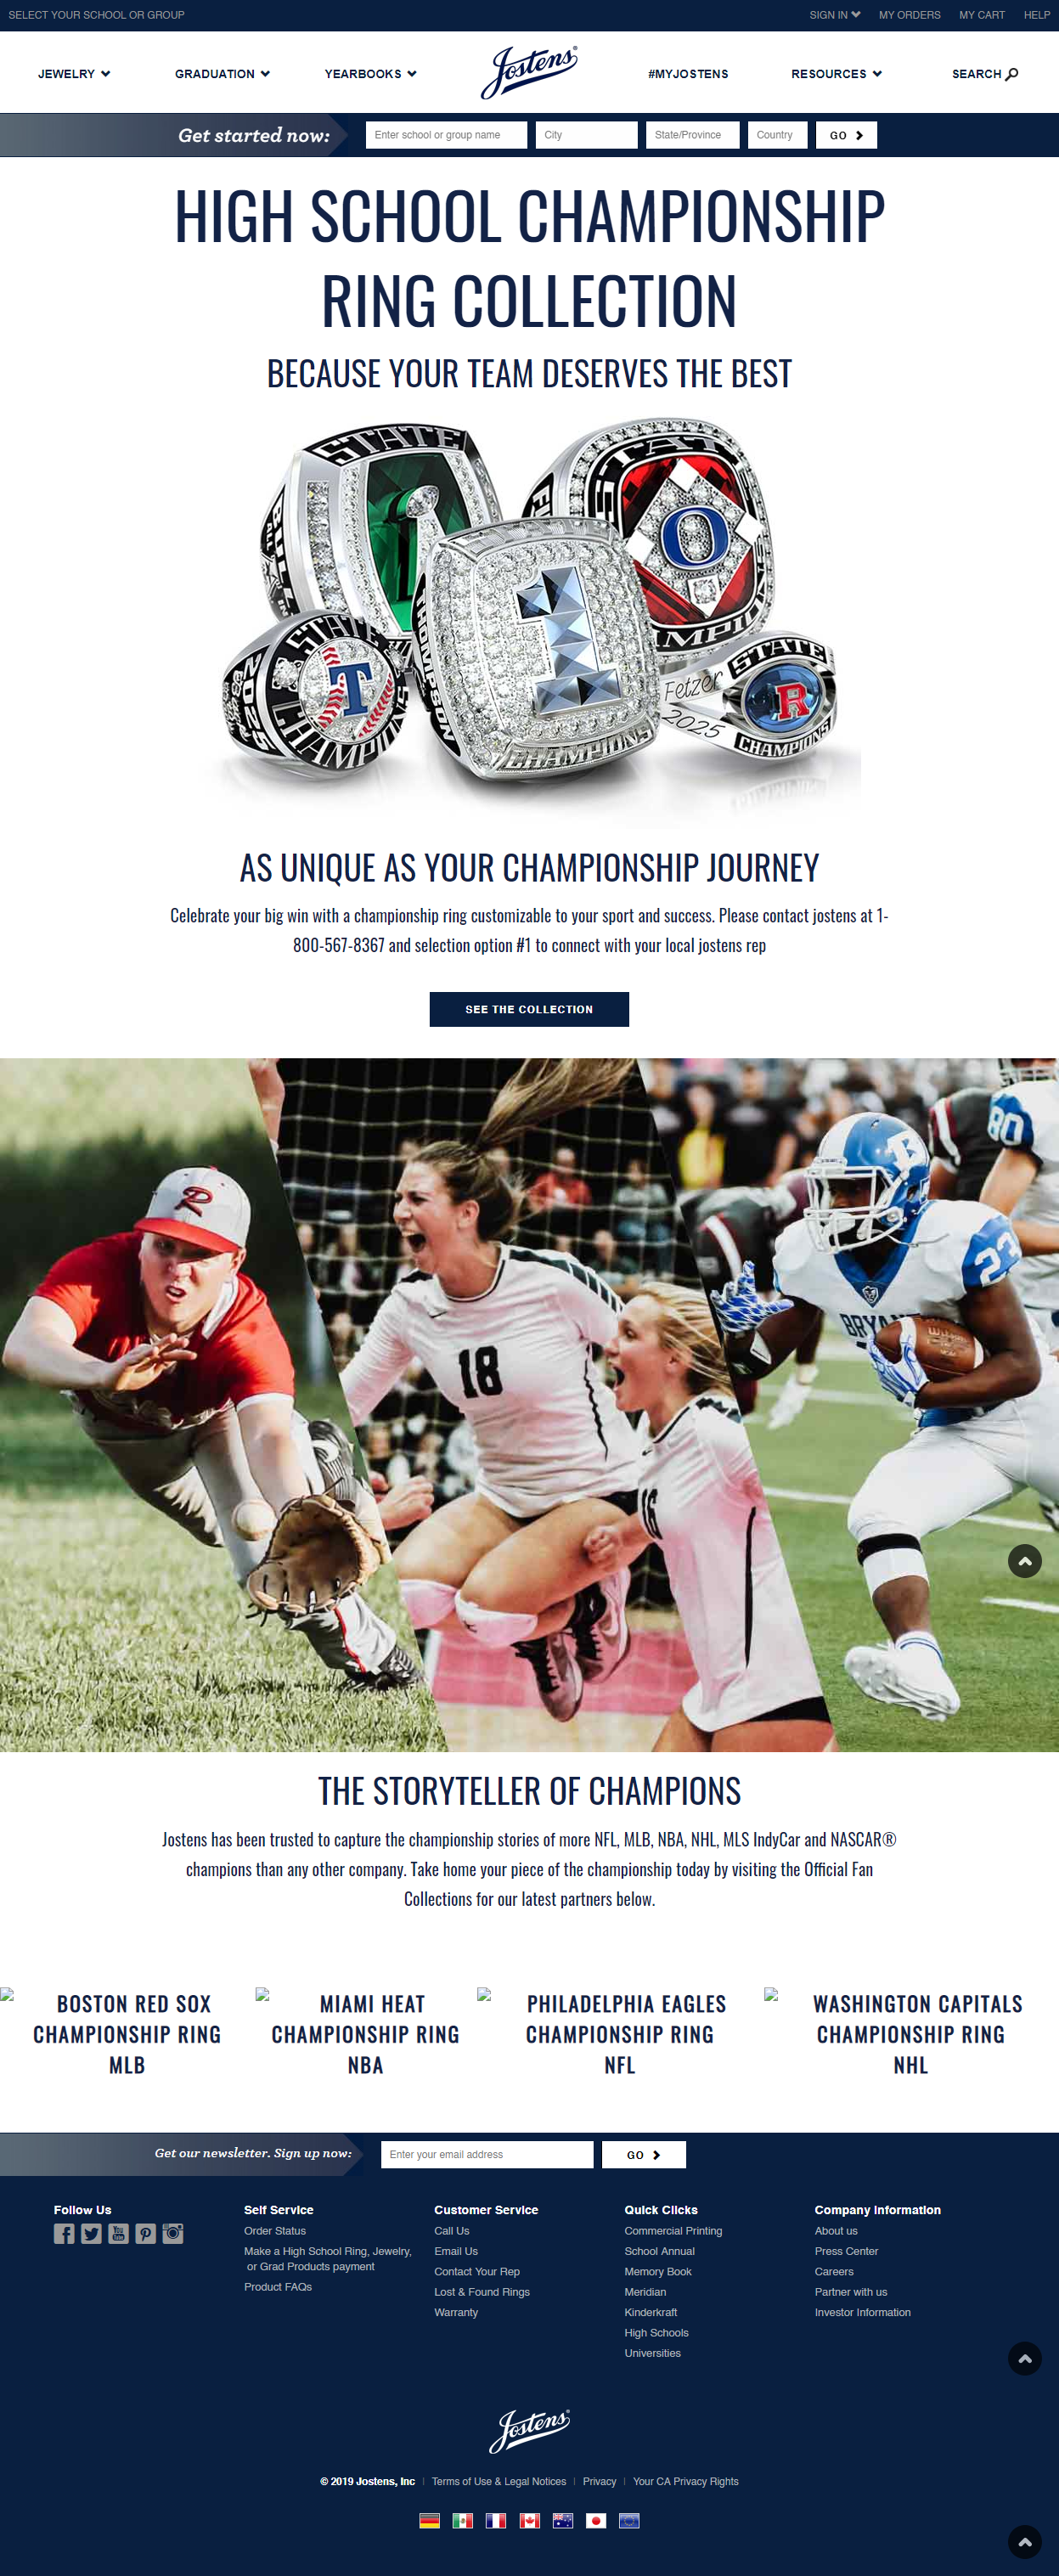 SELECT YOUR SCHOOL OR GROUP
SIGN IN MY ORDERS MY CART HELP
JEWELRY GRADUATION YEARBOOKS Jostens #MYJOSTENS RESOURCES SEARCH
Get started now: Enter school or group name City State/Province Country GO
HIGH SCHOOL CHAMPIONSHIP
RING COLLECTION
BECAUSE YOUR TEAM DESERVES THE BEST
STATE
O
1
THOMPSON
CHAMPIONS
STATE
T
2025
CHAMPIONS
Fetzer
2025
STATE
R
CHAMPIONS
AS UNIQUE AS YOUR CHAMPIONSHIP JOURNEY
Celebrate your big win with a championship ring customizable to your sport and success. Please contact jostens at 1-
800-567-8367 and selection option #1 to connect with your local jostens rep
SEE THE COLLECTION
R
18
80
23
BRYANT
THE STORYTELLER OF CHAMPIONS
Jostens has been trusted to capture the championship stories of more NFL, MLB, NBA, NHL, MLS IndyCar and NASCAR®
champions than any other company. Take home your piece of the championship today by visiting the Official Fan
Collections for our latest partners below.
BOSTON RED SOX
CHAMPIONSHIP RING
MLB
MIAMI HEAT
CHAMPIONSHIP RING
NBA
PHILADELPHIA EAGLES
CHAMPIONSHIP RING
NFL
WASHINGTON CAPITALS
CHAMPIONSHIP RING
NHL
Get our newsletter. Sign up now: Enter your email address GO
Follow Us
Self Service
Order Status
Make a High School Ring, Jewelry,
or Grad Products payment
Product FAQs
Customer Service
Call Us
Email Us
Contact Your Rep
Lost & Found Rings
Warranty
Quick Clicks
Commercial Printing
School Annual
Memory Book
Meridian
Kinderkraft
High Schools
Universities
Company Information
About us
Press Center
Careers
Partner with us
Investor Information
Jostens
© 2019 Jostens, Inc | Terms of Use & Legal Notices | Privacy | Your CA Privacy Rights